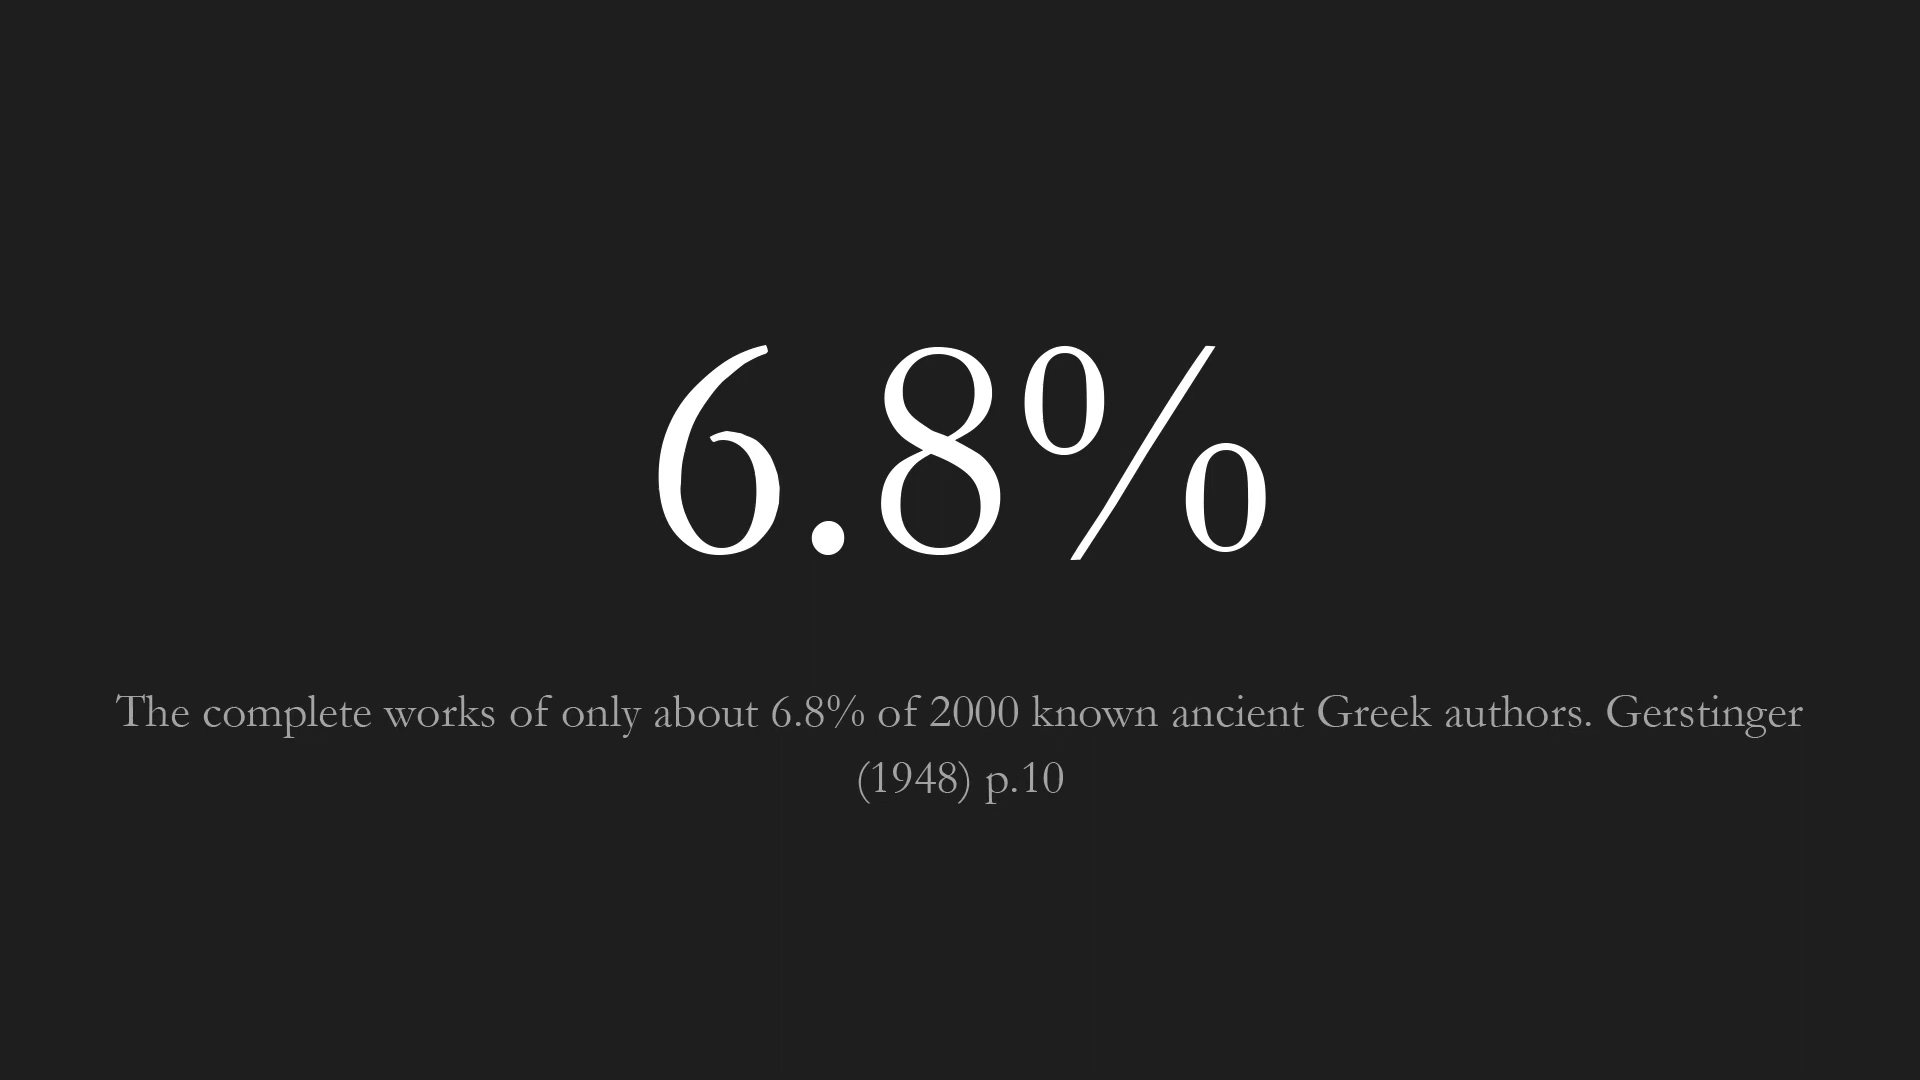 6.8%
The complete works of only about 6.8% of 2000 known ancient Greek authors. Gerstinger
(1948) p.10